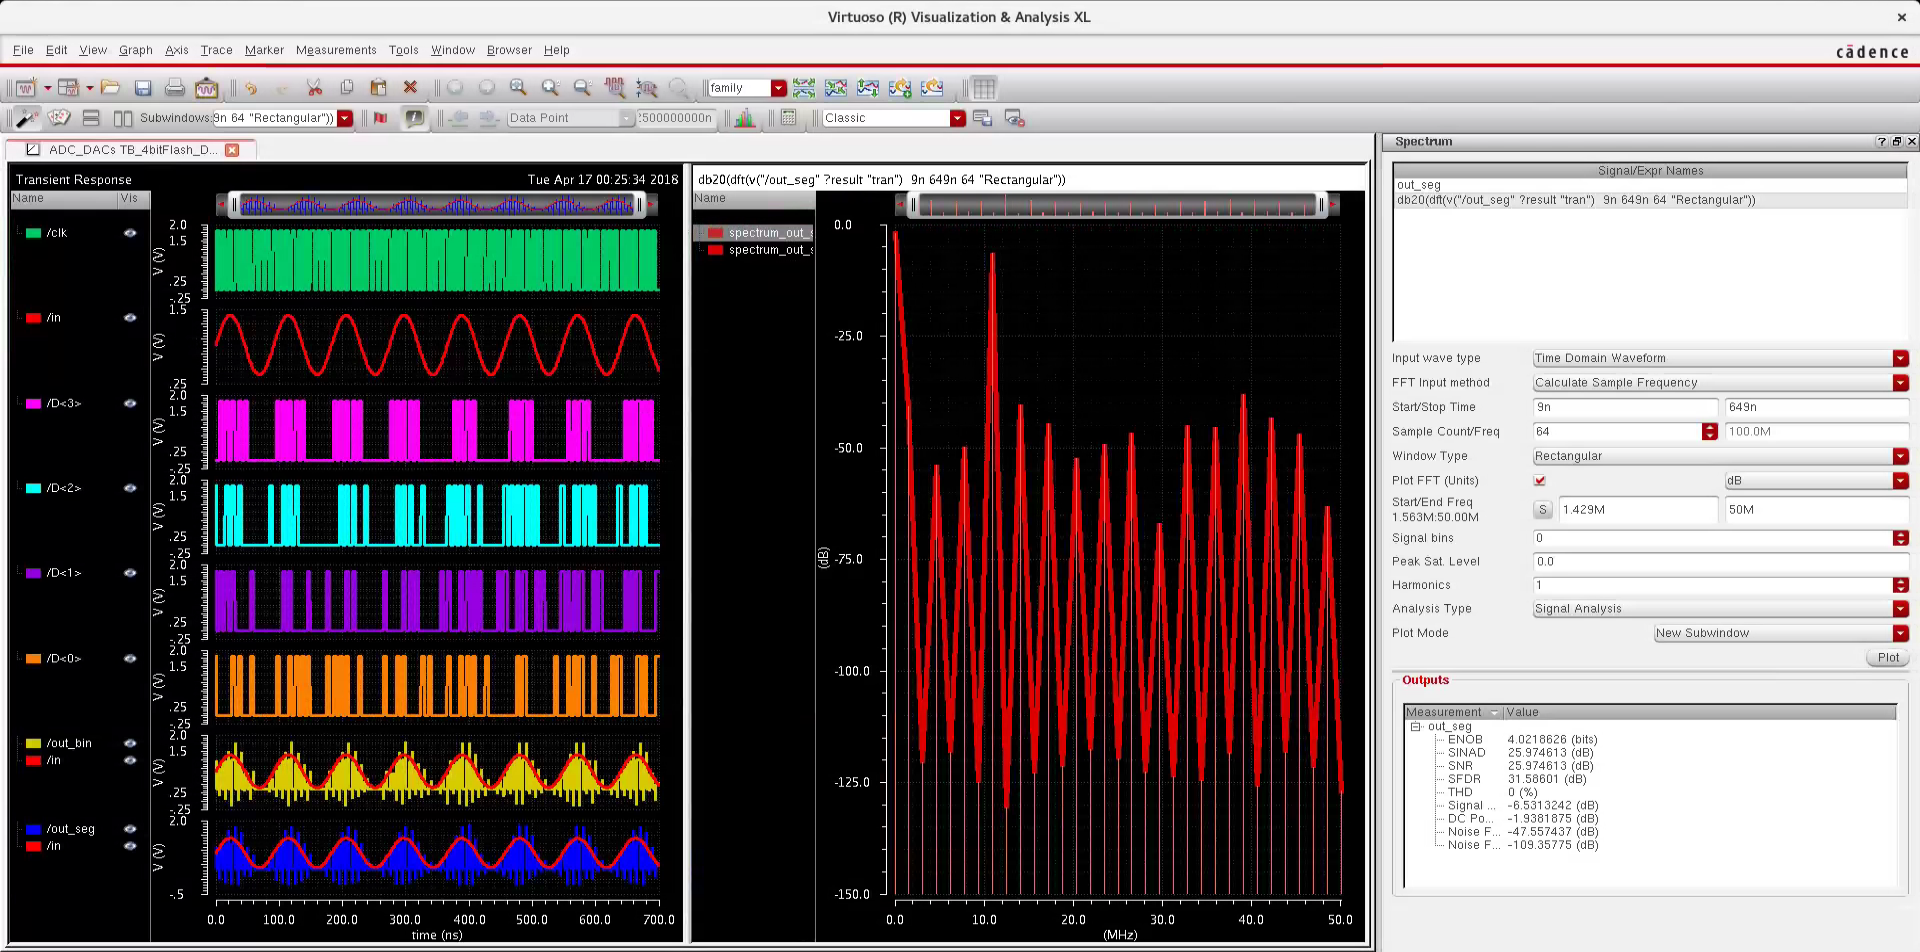 Virtuoso (R) Visualization & Analysis XL
File Edit View Graph Axis Trace Marker Measurements Tools Window Browser Help
cādence
family
Subwindows: 9n 64 "Rectangular"))
Data Point
:500000000n
Classic
ADC_DACs TB_4bitFlash_D...
Transient Response
Tue Apr 17 00:25:34 2018
Name Vis
/clk
/in
/D<3>
/D<2>
/D<1>
/D<0>
/out_bin
/in
/out_seg
/in
2.0
1.5
.25
-.25
V (V)
1.5
.25
V (V)
2.0
1.5
.25
-.25
V (V)
2.0
1.5
.25
-.25
V (V)
2.0
1.5
.25
-.25
V (V)
2.0
1.5
.25
-.25
V (V)
2.0
1.5
.25
-.25
V (V)
2.0
-.5
V (V)
0.0 100.0 200.0 300.0 400.0 500.0 600.0 700.0
time (ns)
db20(dft(v("/out_seg" ?result "tran") 9n 649n 64 "Rectangular"))
Name
spectrum_out_s
spectrum_out_s
0.0
-25.0
-50.0
-75.0
-100.0
-125.0
-150.0
(dB)
0.0 10.0 20.0 30.0 40.0 50.0
(MHz)
Spectrum
Signal/Expr Names
out_seg
db20(dft(v("/out_seg" ?result "tran") 9n 649n 64 "Rectangular"))
Input wave type Time Domain Waveform
FFT Input method Calculate Sample Frequency
Start/Stop Time 9n 649n
Sample Count/Freq 64 100.0M
Window Type Rectangular
Plot FFT (Units) dB
Start/End Freq
1.563M:50.00M S 1.429M 50M
Signal bins 0
Peak Sat. Level 0.0
Harmonics 1
Analysis Type Signal Analysis
Plot Mode New Subwindow
Plot
Outputs
Measurement Value
out_seg
ENOB 4.0218626 (bits)
SINAD 25.974613 (dB)
SNR 25.974613 (dB)
SFDR 31.58601 (dB)
THD 0 (%)
Signal ... -6.5313242 (dB)
DC Po... -1.9381875 (dB)
Noise F... -47.557437 (dB)
Noise F... -109.35775 (dB)